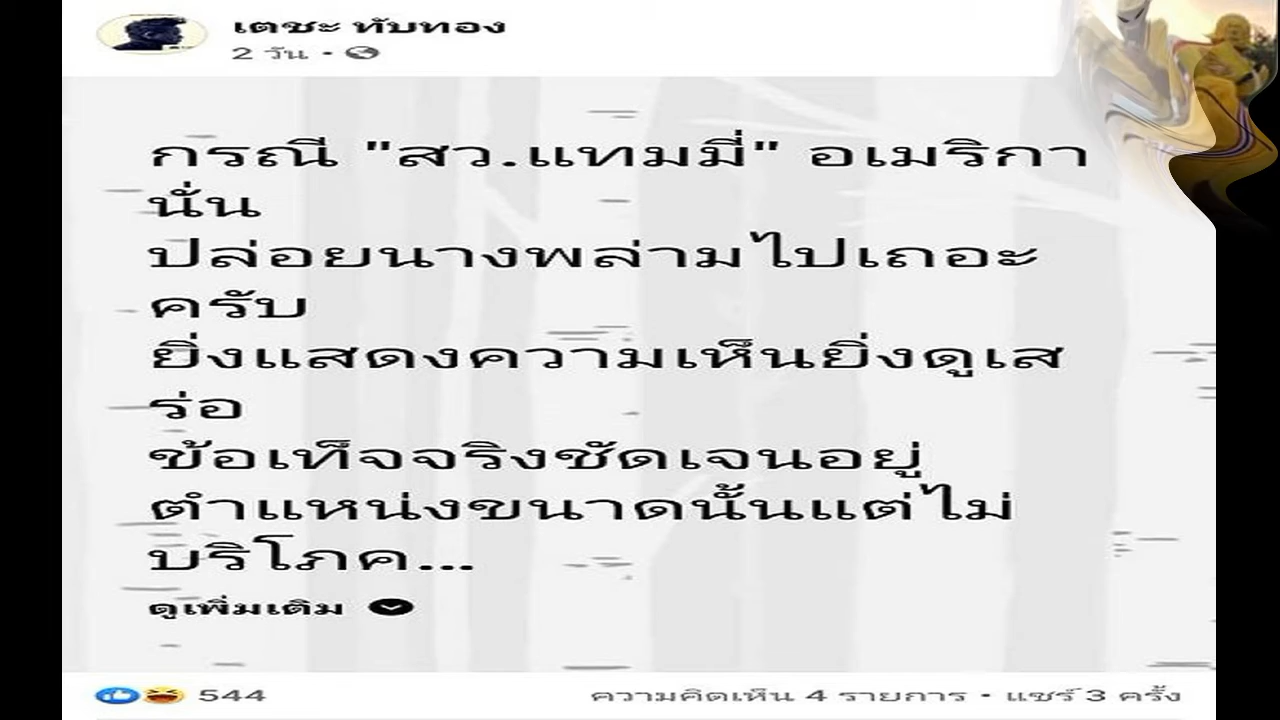 เตชะ ทับทอง
2 วัน ·
กรณี "สว.แทมมี่" อเมริกา
นั่น
ปล่อยนางพล่ามไปเถอะ
ครับ
ยิ่งแสดงความเห็นยิ่งดูเส
ร่อ
ข้อเท็จจริงชัดเจนอยู่
ตำแหน่งขนาดนั้นแต่ไม่
บริโภค...
ดูเพิ่มเติม
544 ความคิดเห็น 4 รายการ · แชร์ 3 ครั้ง